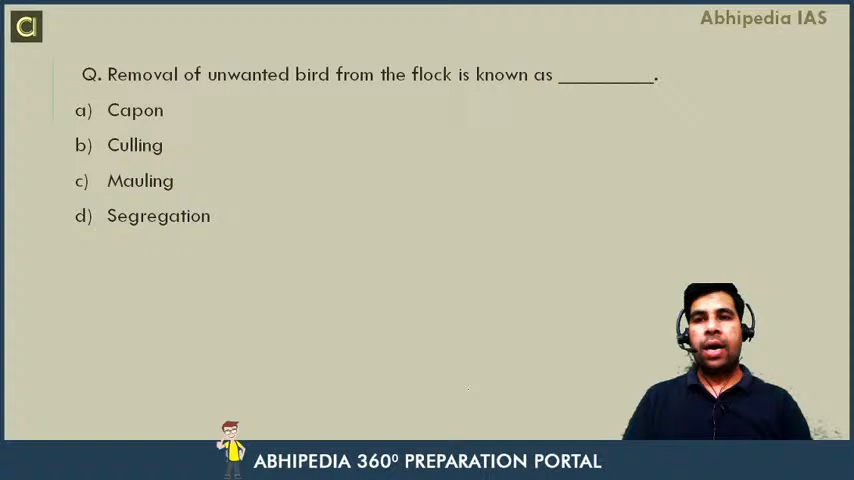 Abhipedia IAS
Q. Removal of unwanted bird from the flock is known as __________.
a) Capon
b) Culling
c) Mauling
d) Segregation
ABHIPEDIA 360⁰ PREPARATION PORTAL